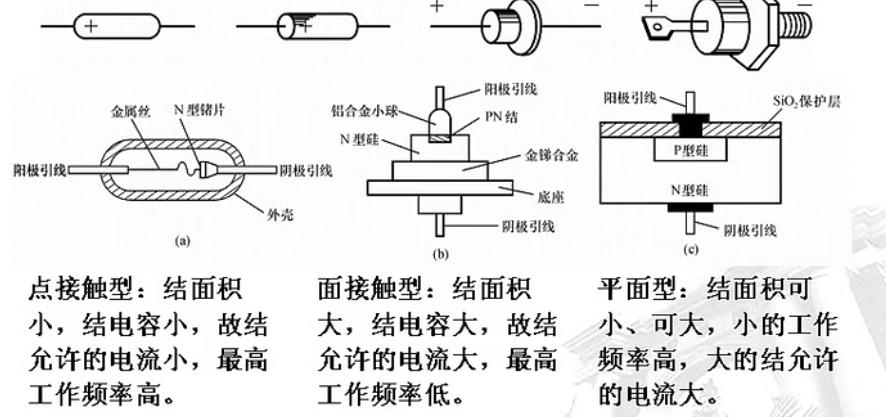 +
+
+ −
+ −
金属丝 N型锗片
阳极引线
阴极引线
外壳
(a)
阳极引线
铝合金小球
PN结
N型硅
金锑合金
底座
阴极引线
(b)
阳极引线
SiO₂保护层
P型硅
N型硅
阴极引线
(c)
点接触型：结面积
小，结电容小，故结
允许的电流小，最高
工作频率高。
面接触型：结面积
大，结电容大，故结
允许的电流大，最高
工作频率低。
平面型：结面积可
小、可大，小的工作
频率高，大的结允许
的电流大。